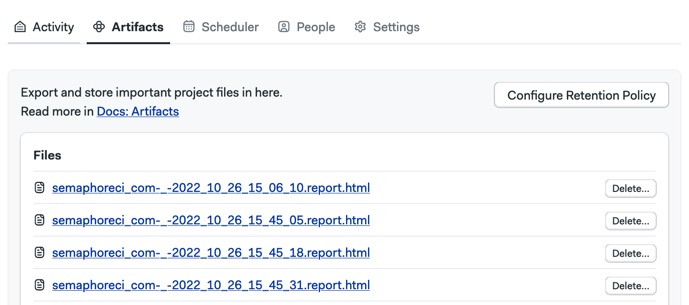 Activity Artifacts Scheduler People Settings
Export and store important project files in here.
Configure Retention Policy
Read more in Docs: Artifacts
Files
semaphoreci_com-_-2022_10_26_15_06_10.report.html Delete...
semaphoreci_com-_-2022_10_26_15_45_05.report.html Delete...
semaphoreci_com-_-2022_10_26_15_45_18.report.html Delete...
semaphoreci_com-_-2022_10_26_15_45_31.report.html Delete...